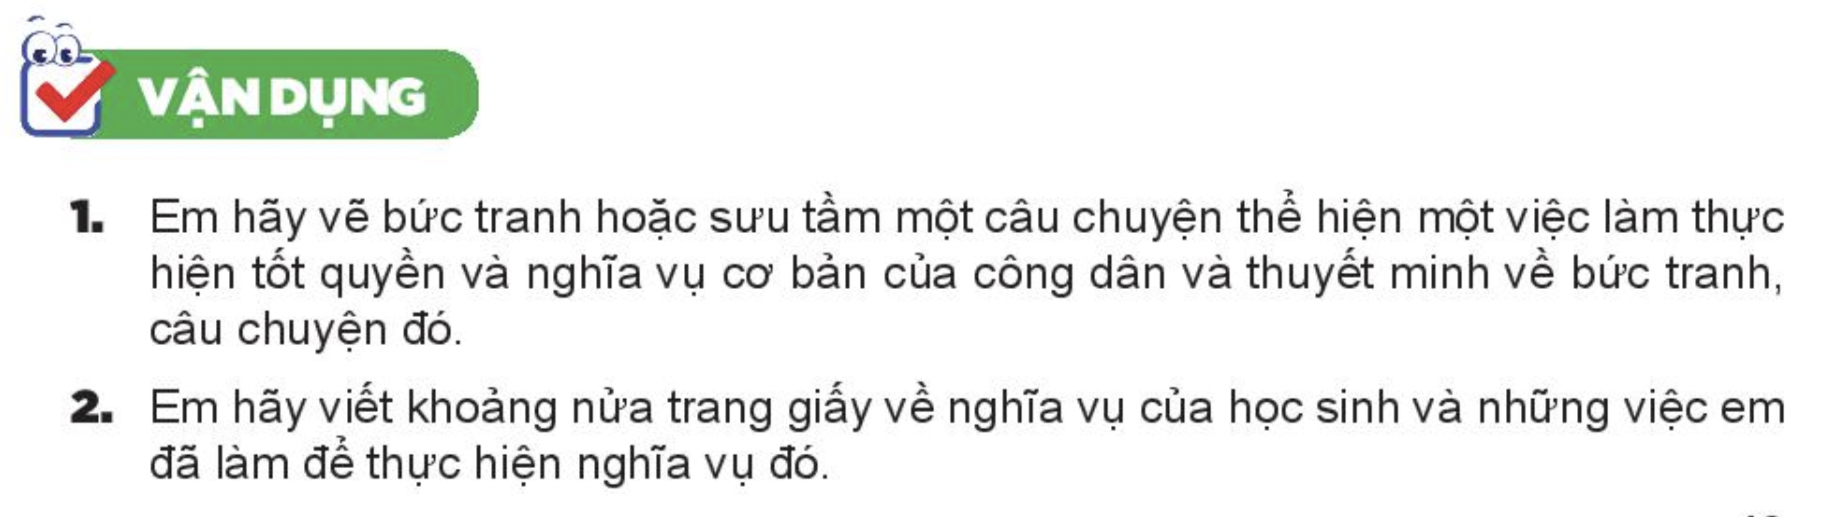 VẬN DỤNG
1. Em hãy vẽ bức tranh hoặc sưu tầm một câu chuyện thể hiện một việc làm thực
hiện tốt quyền và nghĩa vụ cơ bản của công dân và thuyết minh về bức tranh,
câu chuyện đó.
2. Em hãy viết khoảng nửa trang giấy về nghĩa vụ của học sinh và những việc em
đã làm để thực hiện nghĩa vụ đó.